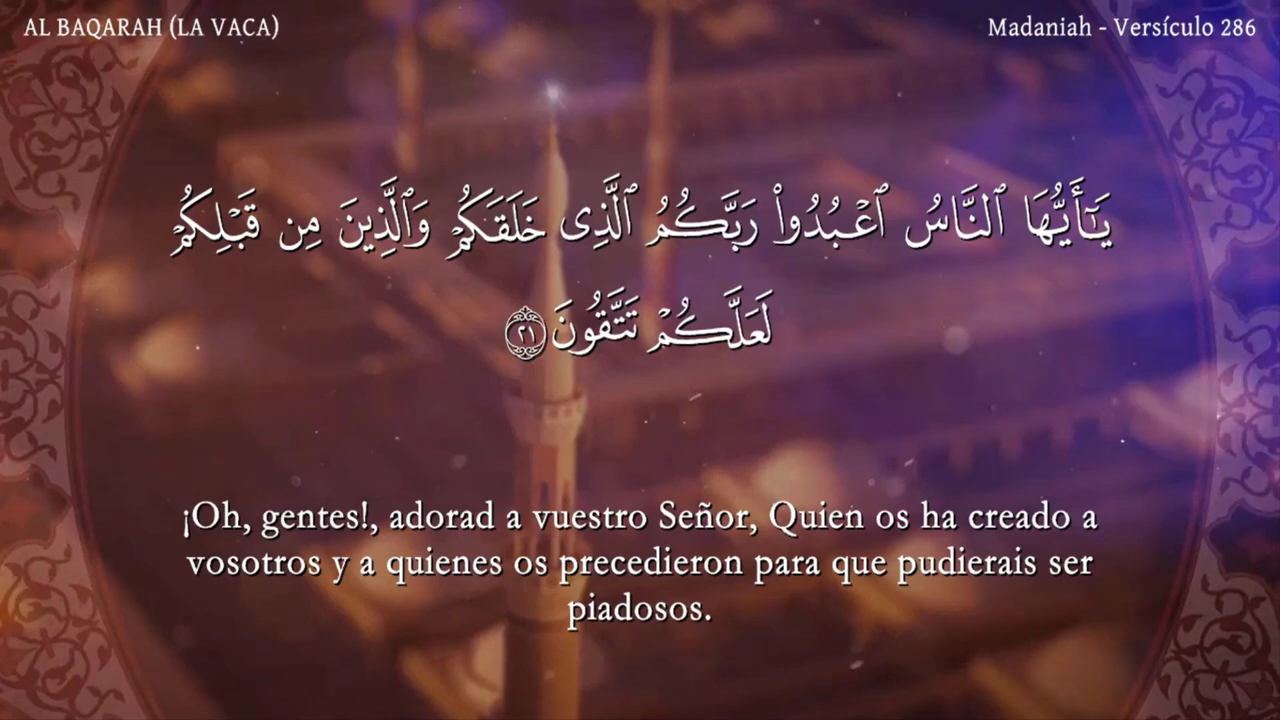 AL BAQARAH (LA VACA)
Madaniah - Versículo 286
يَـٰٓأَيُّهَا ٱلنَّاسُ ٱعْبُدُوا۟ رَبَّكُمُ ٱلَّذِى خَلَقَكُمْ وَٱلَّذِينَ مِن قَبْلِكُمْ
لَعَلَّكُمْ تَتَّقُونَ ٢١
¡Oh, gentes!, adorad a vuestro Señor, Quien os ha creado a
vosotros y a quienes os precedieron para que pudierais ser
piadosos.